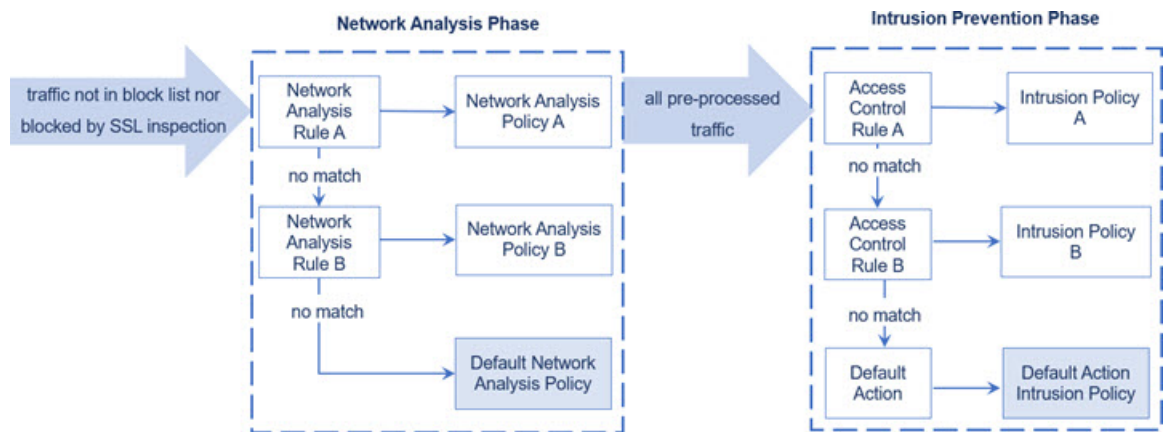 Network Analysis Phase
Intrusion Prevention Phase
traffic not in block list nor
blocked by SSL inspection
Network
Analysis
Rule A
Network Analysis
Policy A
no match
Network
Analysis
Rule B
Network Analysis
Policy B
no match
Default Network
Analysis Policy
all pre-processed
traffic
Access
Control
Rule A
Intrusion Policy
A
no match
Access
Control
Rule B
Intrusion Policy
B
no match
Default
Action
Default Action
Intrusion Policy